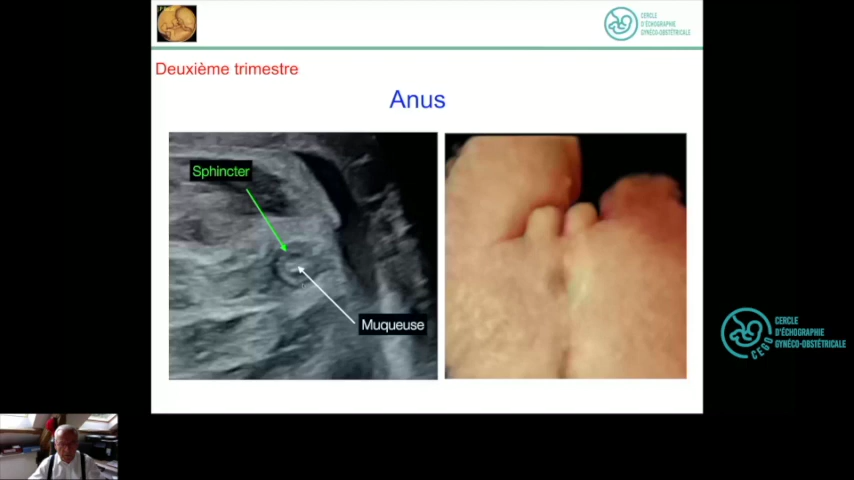 CERCLE
D'ÉCHOGRAPHIE
GYNÉCO-OBSTÉTRICALE
Deuxième trimestre
Anus
Sphincter
Muqueuse
CERCLE
D'ÉCHOGRAPHIE
GYNÉCO-OBSTÉTRICALE
CEGO